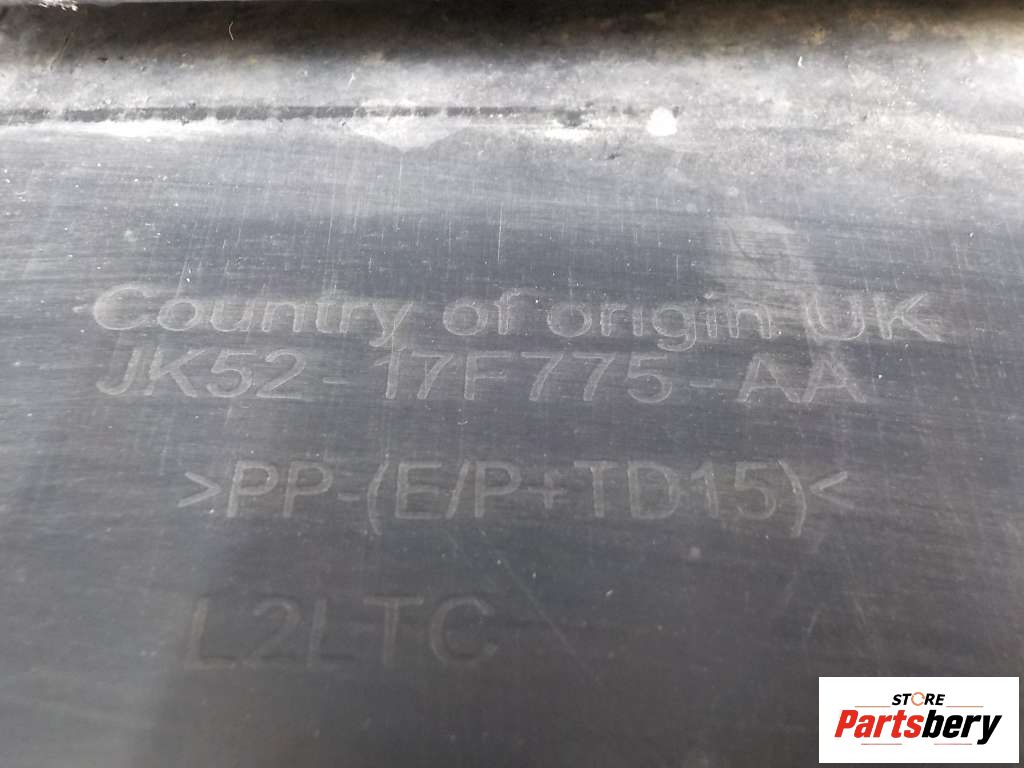 Country of origin UK
JK52-17F775-AA
>PP-(E/P+TD15)<
L2LTC
STORE
Partsbery